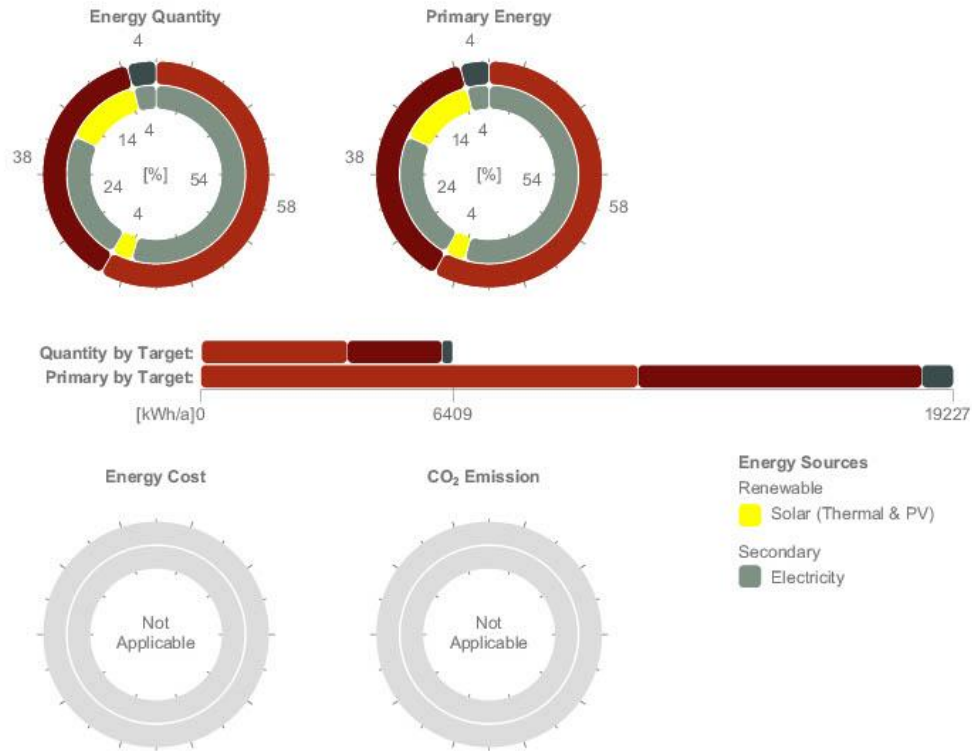 Energy Quantity
Primary Energy
4
38
14
4
[%]
24
54
4
58
4
38
14
4
[%]
24
54
4
58
Quantity by Target:
Primary by Target:
[kWh/a]0
6409
19227
Energy Cost
CO₂ Emission
Not
Applicable
Not
Applicable
Energy Sources
Renewable
Solar (Thermal & PV)
Secondary
Electricity